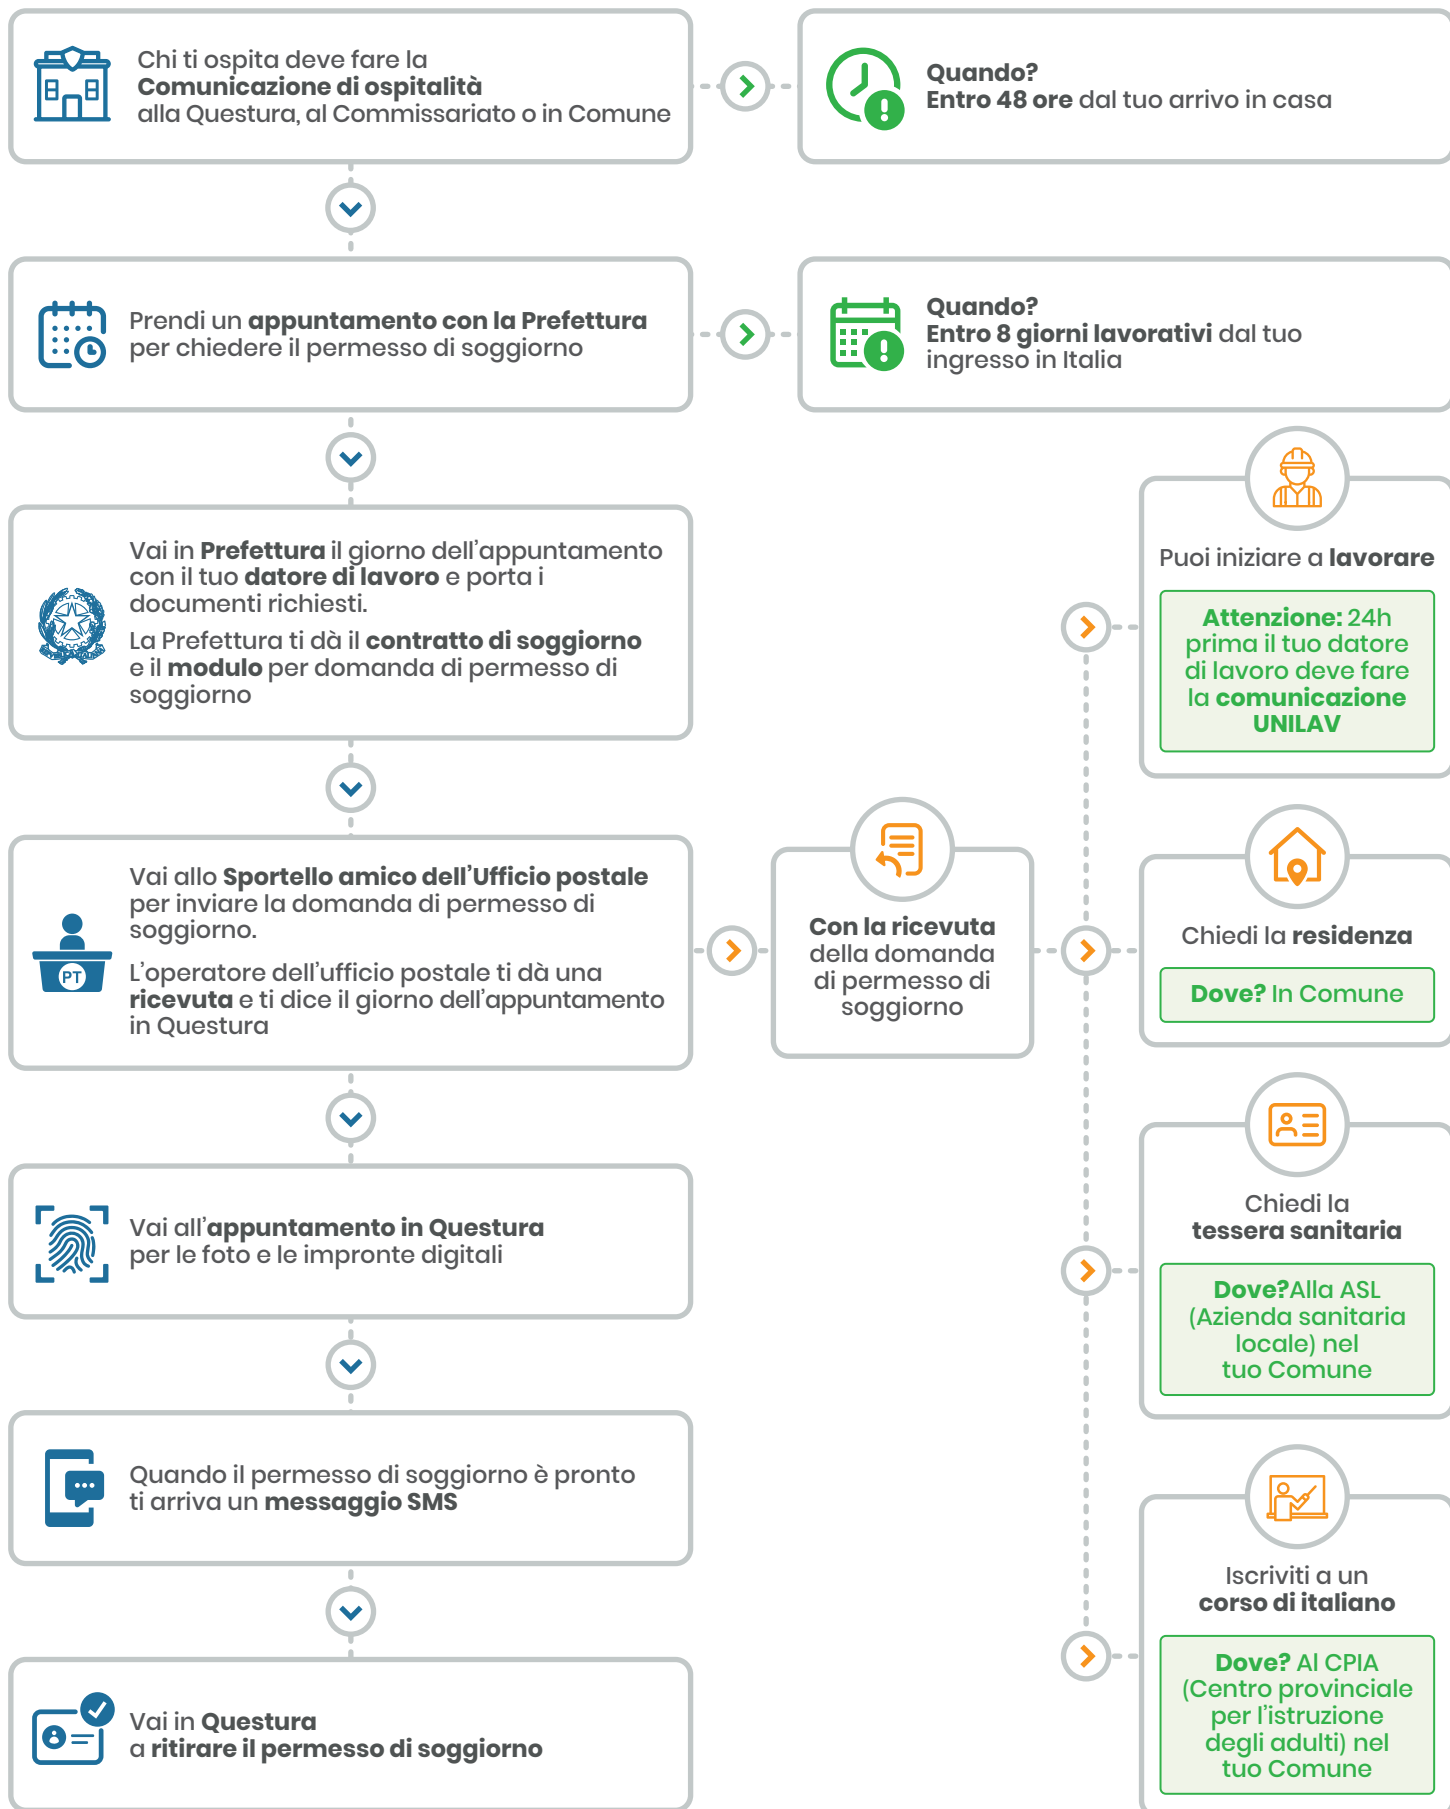 Chi ti ospita deve fare la
Comunicazione di ospitalità
alla Questura, al Commissariato o in Comune
Quando?
Entro 48 ore dal tuo arrivo in casa
Prendi un appuntamento con la Prefettura
per chiedere il permesso di soggiorno
Quando?
Entro 8 giorni lavorativi dal tuo
ingresso in Italia
Vai in Prefettura il giorno dell'appuntamento
con il tuo datore di lavoro e porta i
documenti richiesti.
La Prefettura ti dà il contratto di soggiorno
e il modulo per domanda di permesso di
soggiorno
Vai allo Sportello amico dell'Ufficio postale
per inviare la domanda di permesso di
soggiorno.
L'operatore dell'ufficio postale ti dà una
ricevuta e ti dice il giorno dell'appuntamento
in Questura
PT
Con la ricevuta
della domanda
di permesso di
soggiorno
Puoi iniziare a lavorare
Attenzione: 24h
prima il tuo datore
di lavoro deve fare
la comunicazione
UNILAV
Chiedi la residenza
Dove? In Comune
Chiedi la
tessera sanitaria
Dove?Alla ASL
(Azienda sanitaria
locale) nel
tuo Comune
Iscriviti a un
corso di italiano
Dove? Al CPIA
(Centro provinciale
per l'istruzione
degli adulti) nel
tuo Comune
Vai all'appuntamento in Questura
per le foto e le impronte digitali
Quando il permesso di soggiorno è pronto
ti arriva un messaggio SMS
Vai in Questura
a ritirare il permesso di soggiorno